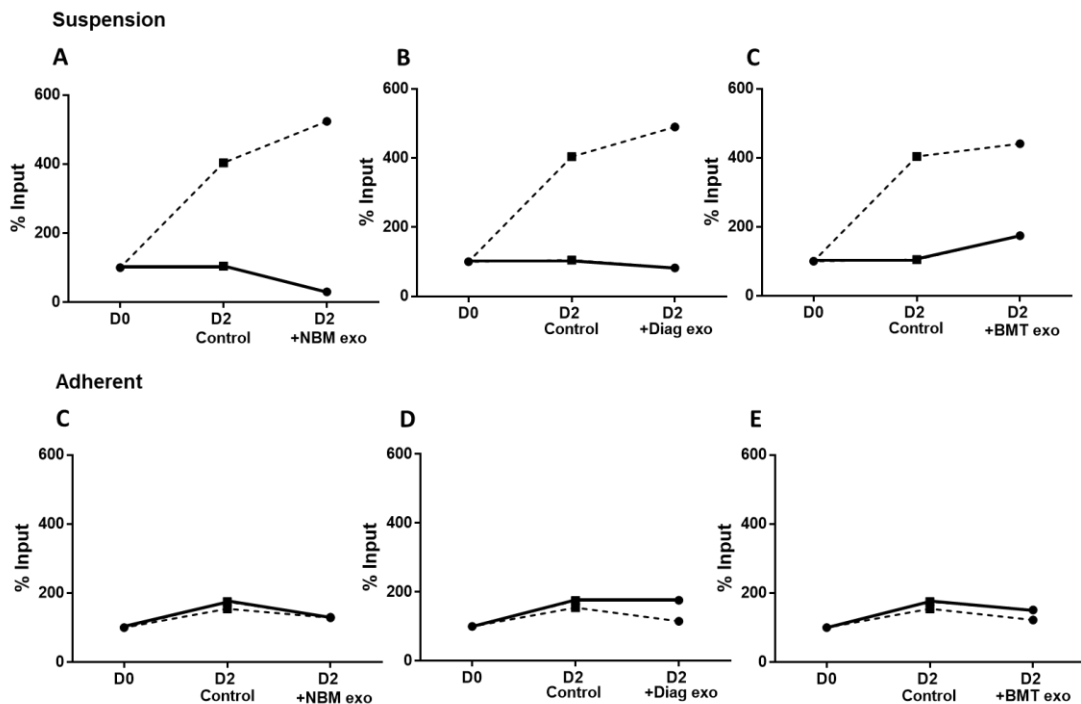 Suspension
A
% Input
600
400
200
0
D0
D2
Control
D2
+NBM exo
B
% Input
600
400
200
0
D0
D2
Control
D2
+Diag exo
C
% Input
600
400
200
0
D0
D2
Control
D2
+BMT exo
Adherent
C
% Input
600
400
200
0
D0
D2
Control
D2
+NBM exo
D
% Input
600
400
200
0
D0
D2
Control
D2
+Diag exo
E
% Input
600
400
200
0
D0
D2
Control
D2
+BMT exo